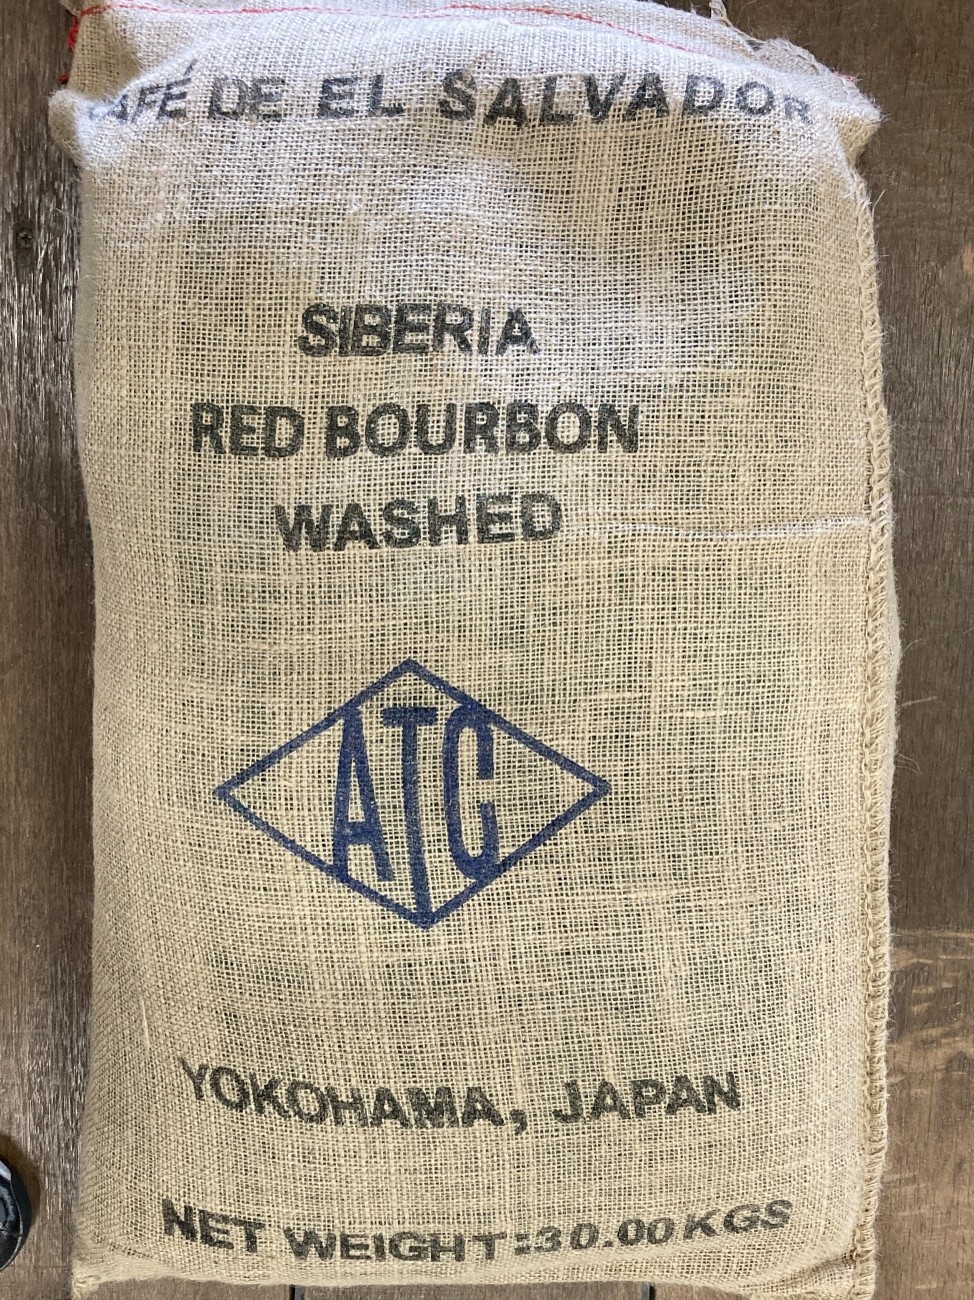 CAFÉ DE EL SALVADOR
SIBERIA
RED BOURBON
WASHED
ATC
YOKOHAMA, JAPAN
NET WEIGHT:30.00KGS